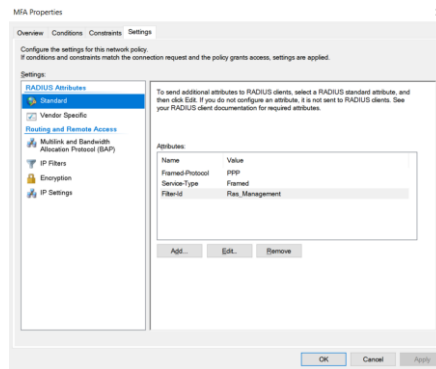 MFA Properties
Overview Conditions Constraints Settings
Configure the settings for this network policy.
If conditions and constraints match the connection request and the policy grants access, settings are applied.
Settings:
RADIUS Attributes
Standard
Vendor Specific
Routing and Remote Access
Multilink and Bandwidth
Allocation Protocol (BAP)
IP Filters
Encryption
IP Settings
To send additional attributes to RADIUS clients, select a RADIUS standard attribute, and
then click Edit. If you do not configure an attribute, it is not sent to RADIUS clients. See
your RADIUS client documentation for required attributes.
Attributes:
Name Value
Framed-Protocol PPP
Service-Type Framed
Filter-Id Ras_Management
Add... Edit... Remove
OK Cancel Apply